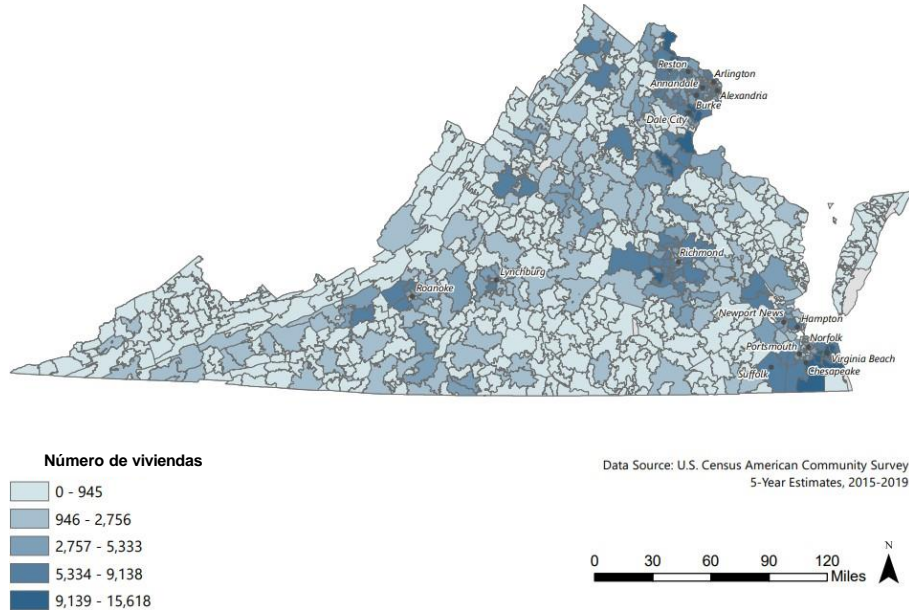 Reston
Arlington
Annandale
Alexandria
Burke
Dale City
Richmond
Lynchburg
Roanoke
Newport News
Hampton
Norfolk
Portsmouth
Virginia Beach
Suffolk
Chesapeake
Número de viviendas
0 - 945
946 - 2,756
2,757 - 5,333
5,334 - 9,138
9,139 - 15,618
Data Source: U.S. Census American Community Survey
5-Year Estimates, 2015-2019
N
0 30 60 90 120
Miles